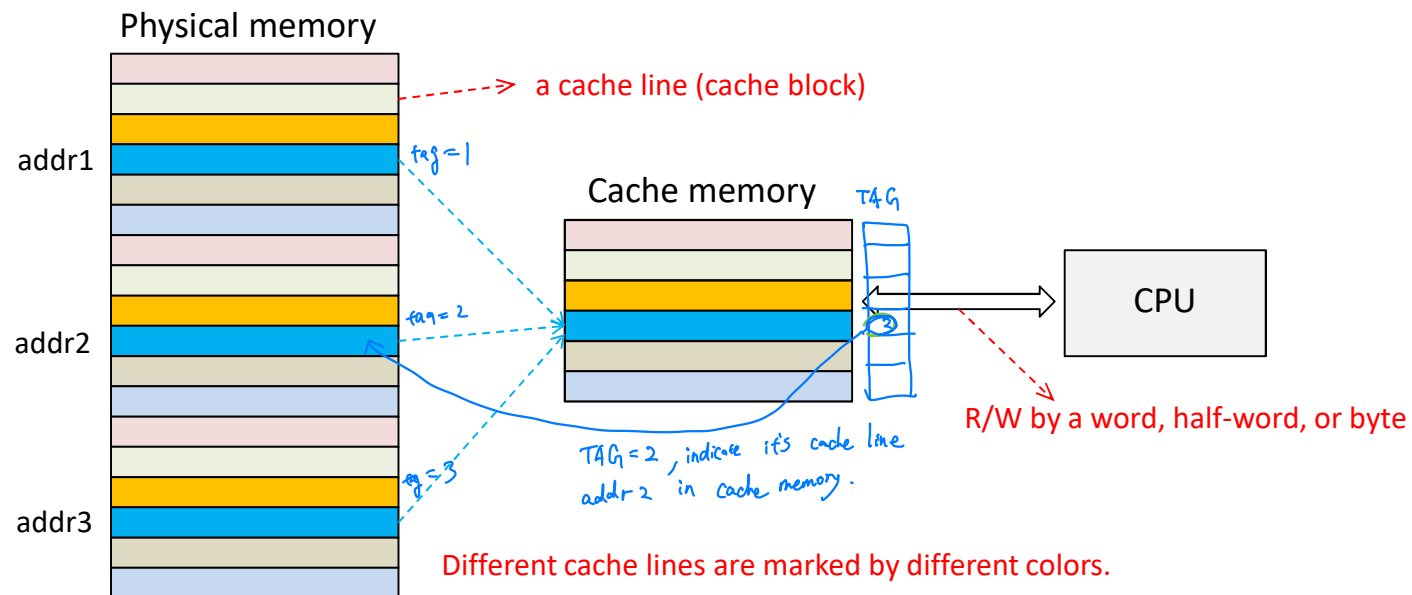 Physical memory
a cache line (cache block)
addr1
tag=1
Cache memory
TAG
CPU
tag=2
addr2
2
R/W by a word, half-word, or byte
TAG=2, indicate it's cache line
addr2 in cache memory.
tag=3
addr3
Different cache lines are marked by different colors.